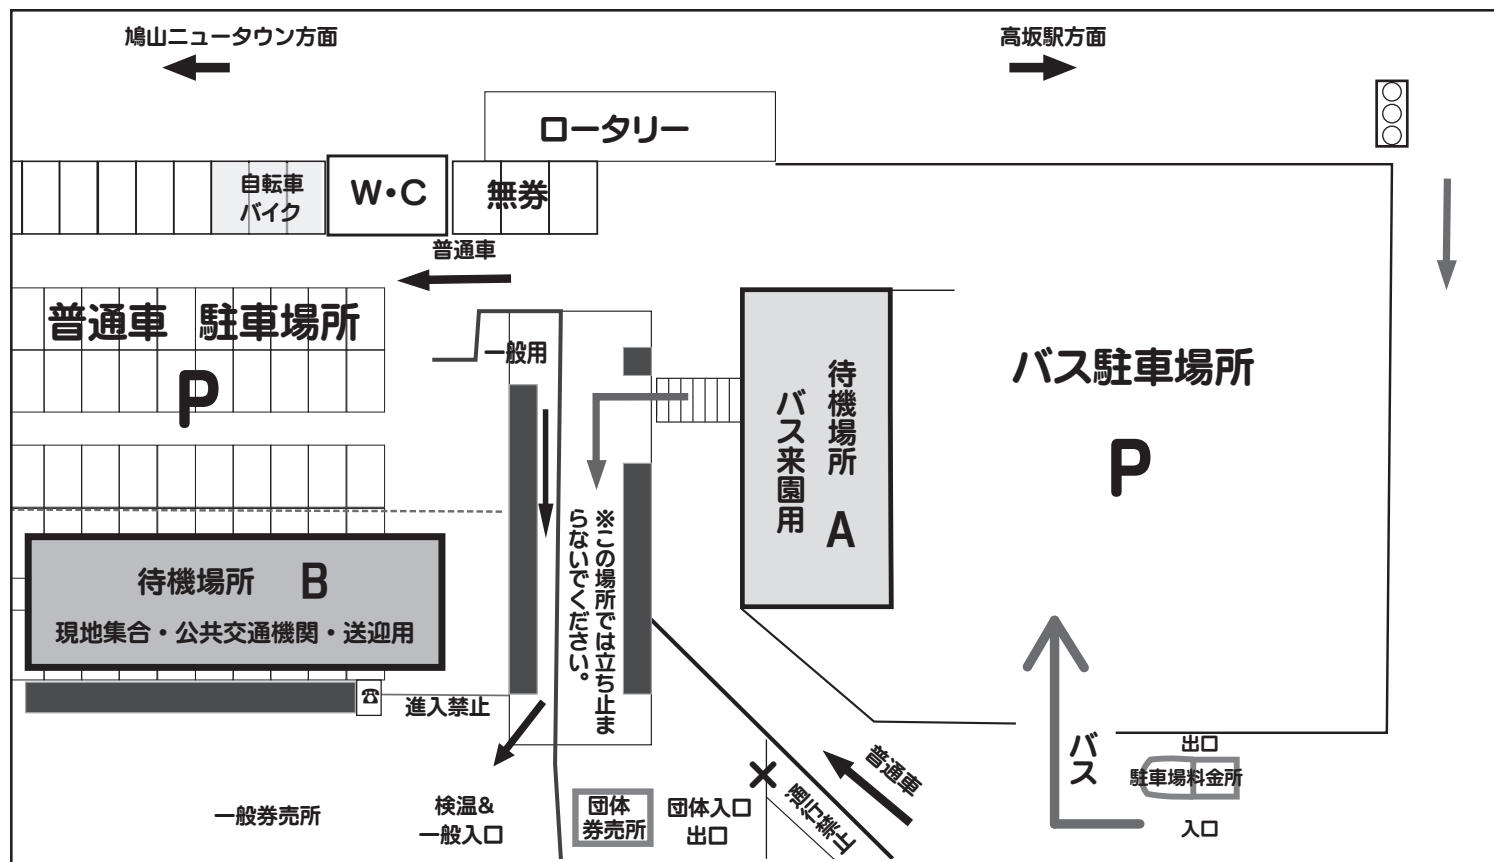 鳩山ニュータウン方面
高坂駅方面
ロータリー
自転車
バイク
W・C
無券
普通車
普通車 駐車場所
P
一般用
待機場所 A
バス来園用
バス駐車場所
P
※この場所では立ち止ま
らないでください。
待機場所 B
現地集合・公共交通機関・送迎用
☎
進入禁止
バス
出口
駐車場料金所
入口
普通車
通行禁止
一般券売所
検温&
一般入口
団体
券売所
団体入口
出口